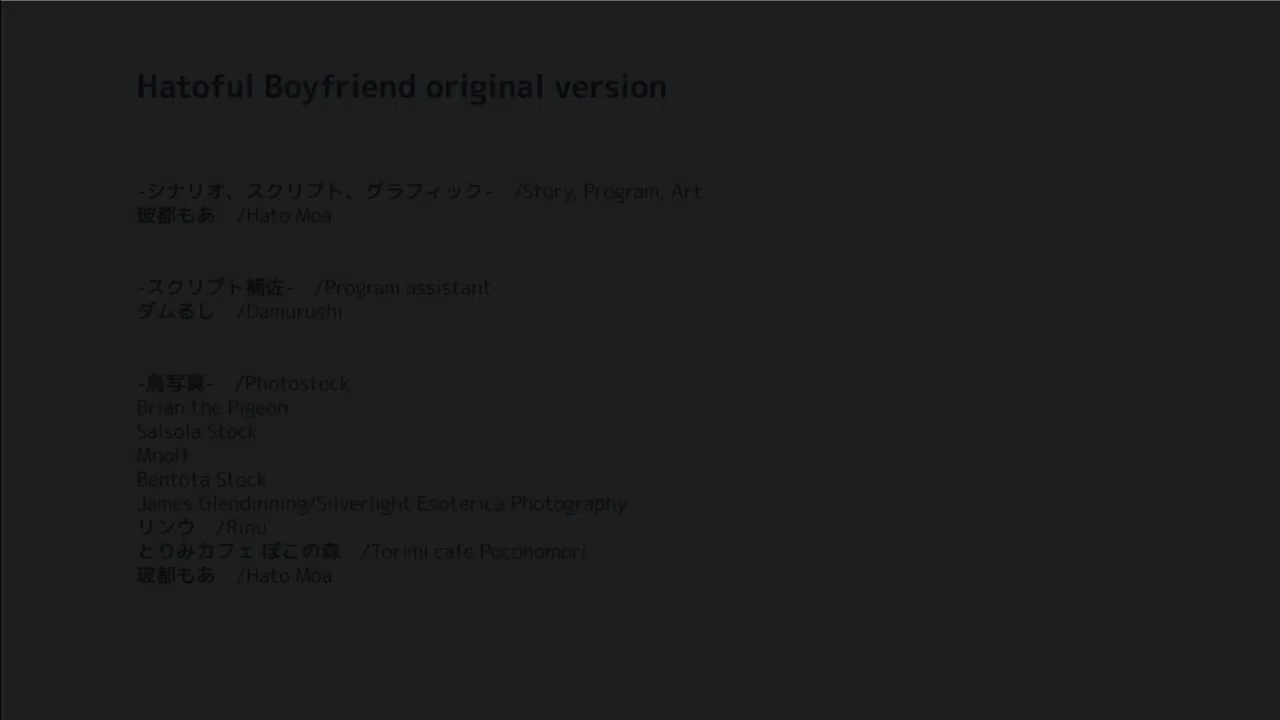 Hatoful Boyfriend original version
-シナリオ、スクリプト、グラフィック-　/Story, Program, Art
玻都もあ　/Hato Moa
-スクリプト補佐-　/Program assistant
ダムるし　/Damurushi
-鳥写真-　/Photostock
Brian the Pigeon
Salsola Stock
Mnolf
Bentota Stock
James Glendinning/Silverlight Esoterica Photography
リンウ　/Rinu
とりみカフェ ぽこの森　/Torimi cafe Poconomori
玻都もあ　/Hato Moa